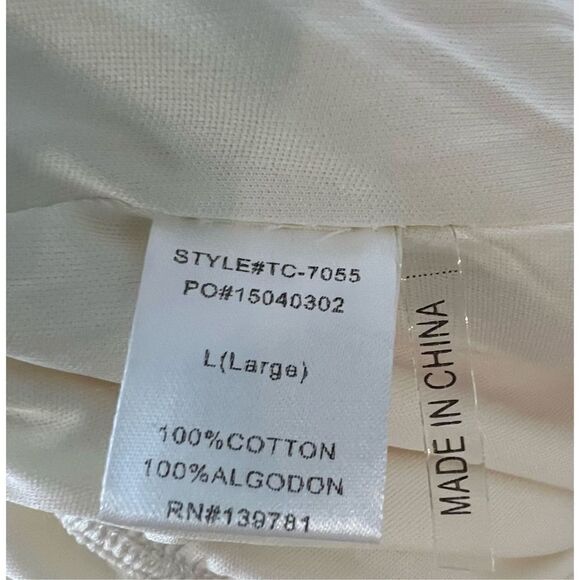 STYLE#TC-7055
PO#15040302
L(Large)
100%COTTON
100%ALGODON
RN#139781
MADE IN CHINA